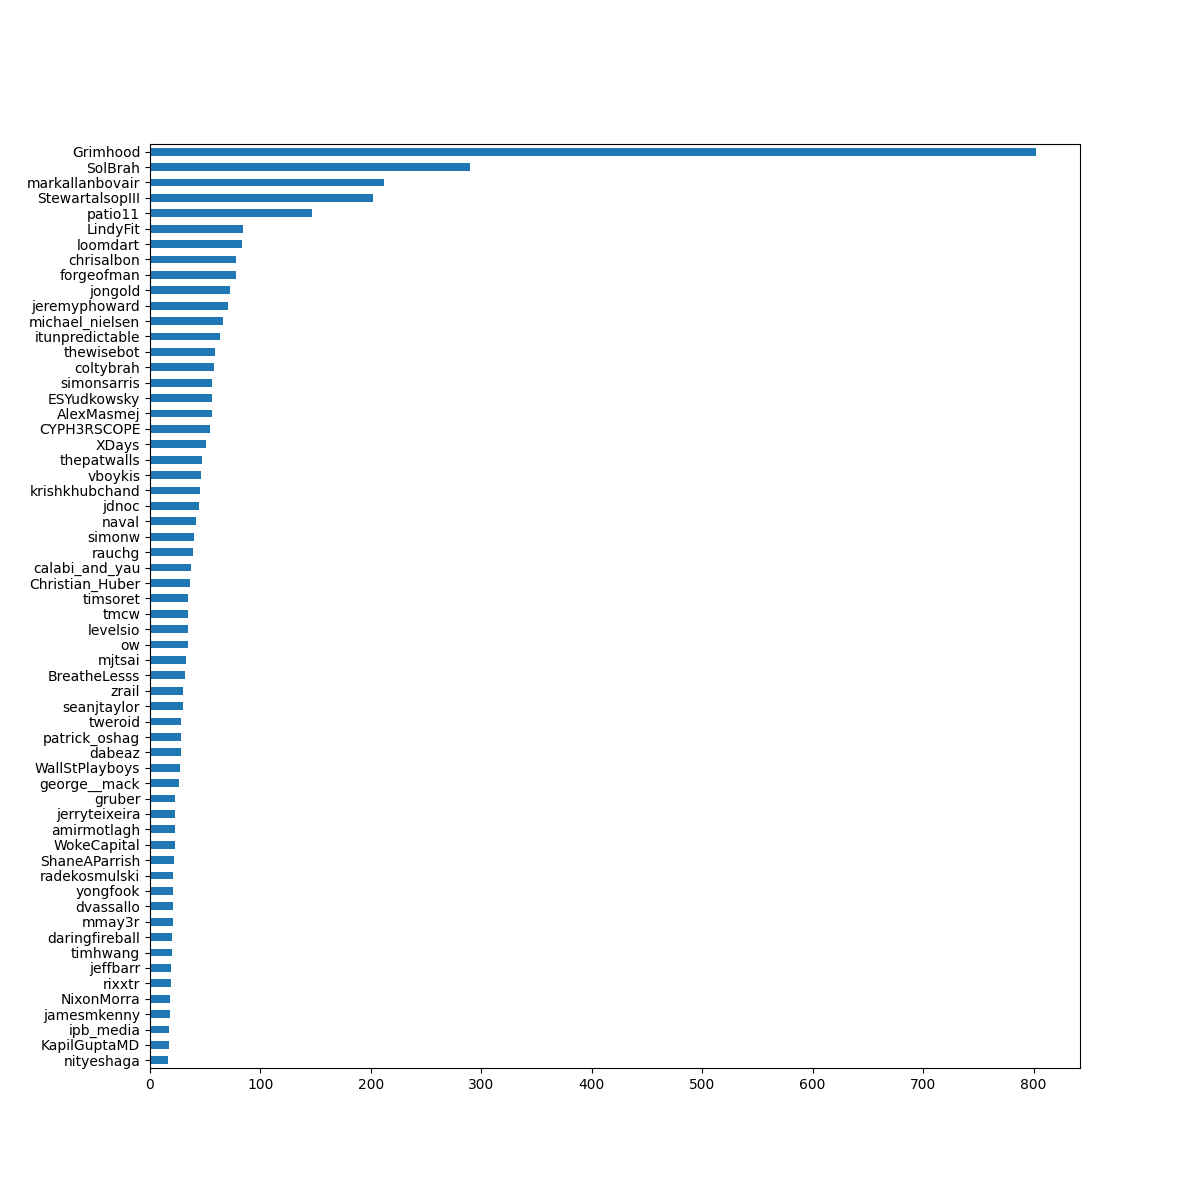 Grimhood
SolBrah
markallanbovair
StewartalsopIII
patio11
LindyFit
loomdart
chrisalbon
forgeofman
jongold
jeremyphoward
michael_nielsen
itunpredictable
thewisebot
coltybrah
simonsarris
ESYudkowsky
AlexMasmej
CYPH3RSCOPE
XDays
thepatwalls
vboykis
krishkhubchand
jdnoc
naval
simonw
rauchg
calabi_and_yau
Christian_Huber
timsoret
tmcw
levelsio
ow
mjtsai
BreatheLesss
zrail
seanjtaylor
tweroid
patrick_oshag
dabeaz
WallStPlayboys
george__mack
gruber
jerryteixeira
amirmotlagh
WokeCapital
ShaneAParrish
radekosmulski
yongfook
dvassallo
mmay3r
daringfireball
timhwang
jeffbarr
rixxtr
NixonMorra
jamesmkenny
ipb_media
KapilGuptaMD
nityeshaga
0 100 200 300 400 500 600 700 800